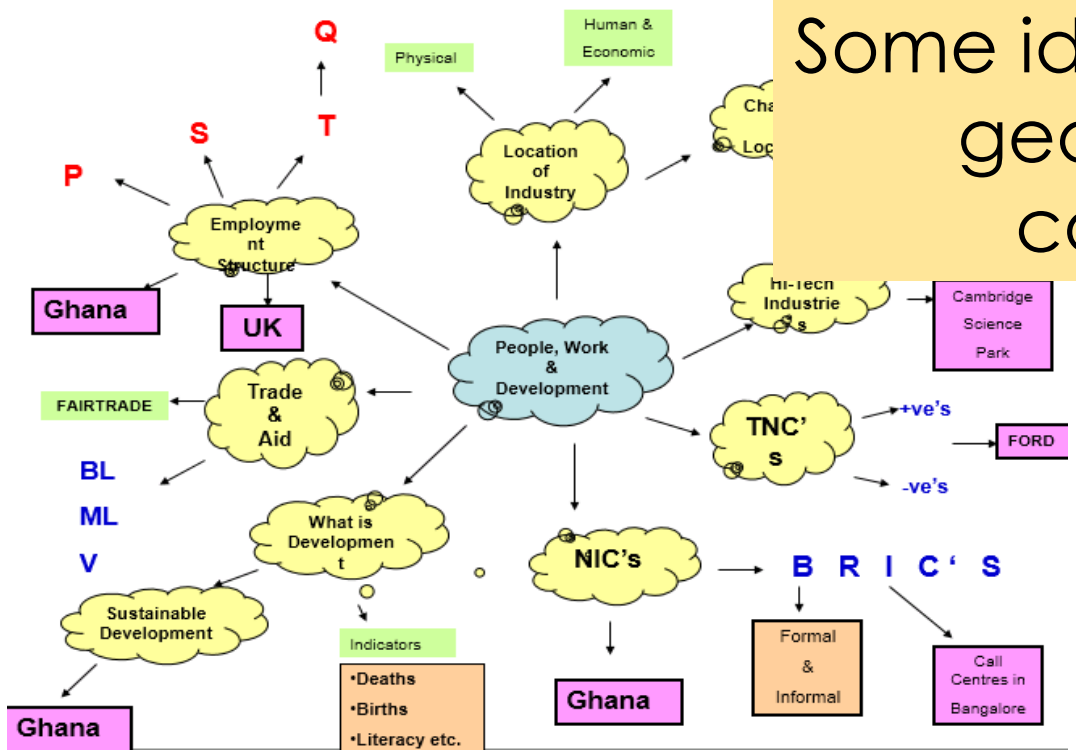 Some id
geo
co
Q
Physical
Human &
Economic
S
T
P
Location
of
Industry
Cha
Loc
Employme
nt
Structure
Ghana
UK
Hi-Tech
Industrie
s
Cambridge
Science
Park
People, Work
&
Development
Trade
&
Aid
FAIRTRADE
BL
ML
V
TNC'
s
+ve's
-ve's
FORD
What is
Developmen
t
NIC's
B R I C ' S
Sustainable
Development
Ghana
Indicators
•Deaths
•Births
•Literacy etc.
Ghana
Formal
&
Informal
Call
Centres in
Bangalore